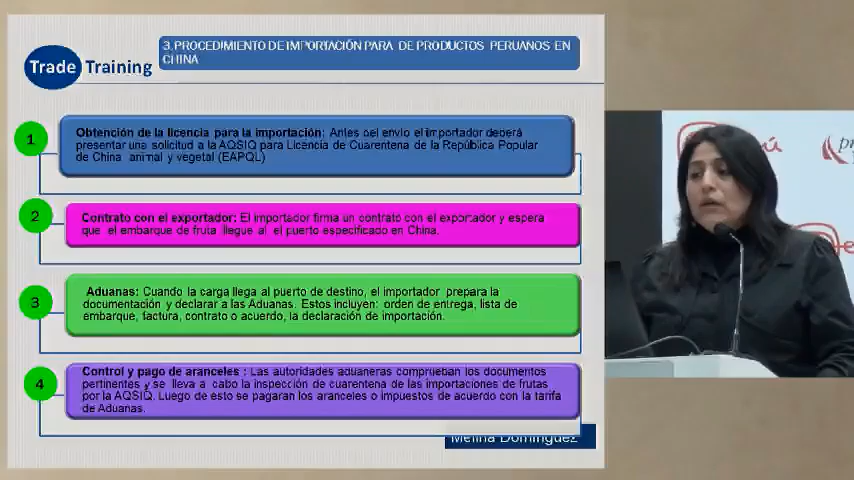 3. PROCEDIMIENTO DE IMPORTACIÓN PARA DE PRODUCTOS PERUANOS EN
CHINA
Trade Training
1
Obtención de la licencia para la importación: Antes del envío el importador deberá
presentar una solicitud a la AQSIQ para Licencia de Cuarentena de la República Popular
de China animal y vegetal (EAPQL)
2
Contrato con el exportador: El importador firma un contrato con el exportador y espera
que el embarque de fruta llegue al el puerto especificado en China.
3
Aduanas: Cuando la carga llega al puerto de destino, el importador prepara la
documentación y declarar a las Aduanas. Estos incluyen: orden de entrega, lista de
embarque, factura, contrato o acuerdo, la declaración de importación.
4
Control y pago de aranceles : Las autoridades aduaneras comprueban los documentos
pertinentes y se lleva a cabo la inspección de cuarentena de las importaciones de frutas
por la AQSIQ. Luego de esto se pagaran los aranceles o impuestos de acuerdo con la tarifa
de Aduanas.
Melina Dominguez